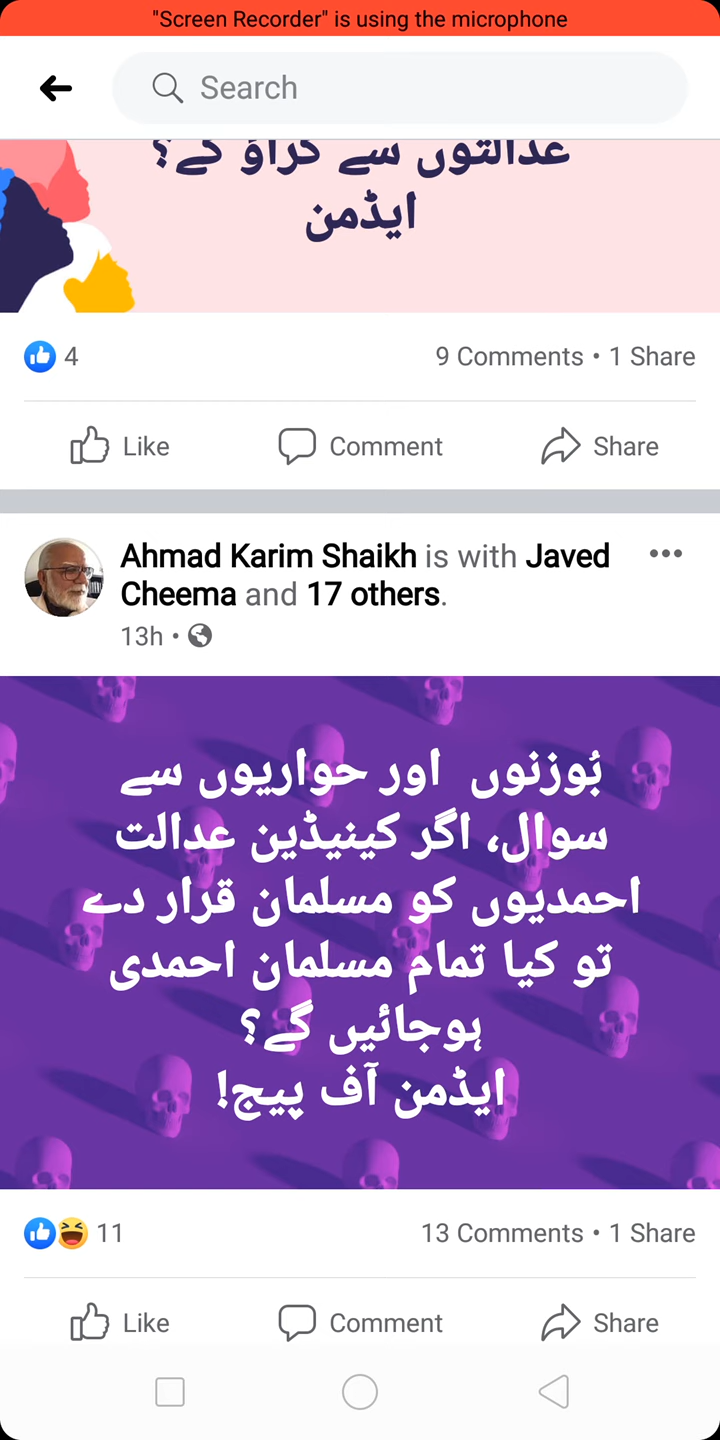 "Screen Recorder" is using the microphone
Search
عدالتوں سے کراؤ گے؟
ایڈمن
4
9 Comments • 1 Share
Like
Comment
Share
Ahmad Karim Shaikh is with Javed
Cheema and 17 others.
13h •
بُوزنوں اور حواریوں سے
سوال، اگر کینیڈین عدالت
احمدیوں کو مسلمان قرار دے
تو کیا تمام مسلمان احمدی
ہوجائیں گے؟
ایڈمن آف پیج!
11
13 Comments • 1 Share
Like
Comment
Share